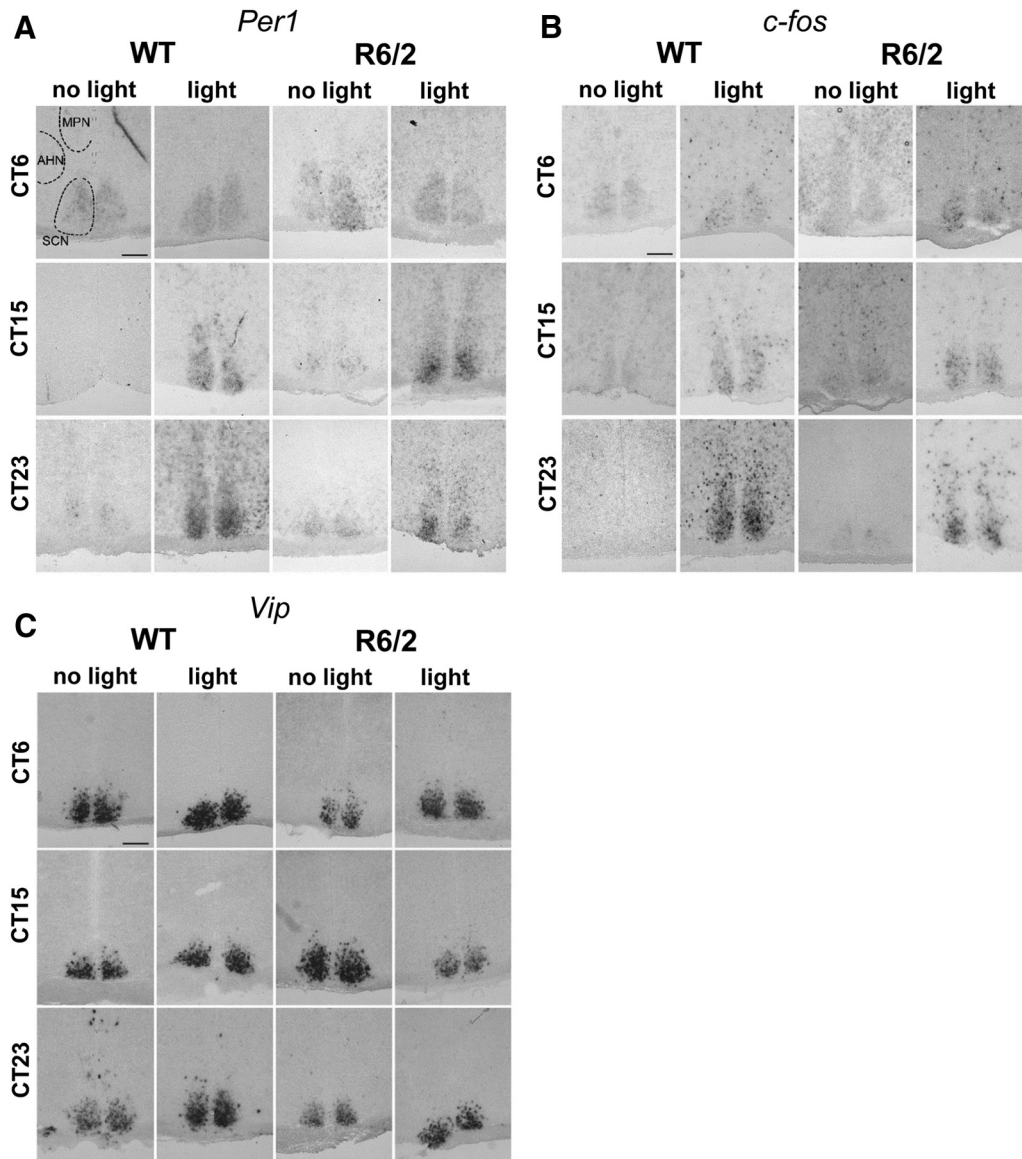 A
Per1
WT R6/2
no light light no light light
CT6
MPN
AHN
SCN
CT15
CT23
B
c-fos
WT R6/2
no light light no light light
CT6
CT15
CT23
C
Vip
WT R6/2
no light light no light light
CT6
CT15
CT23